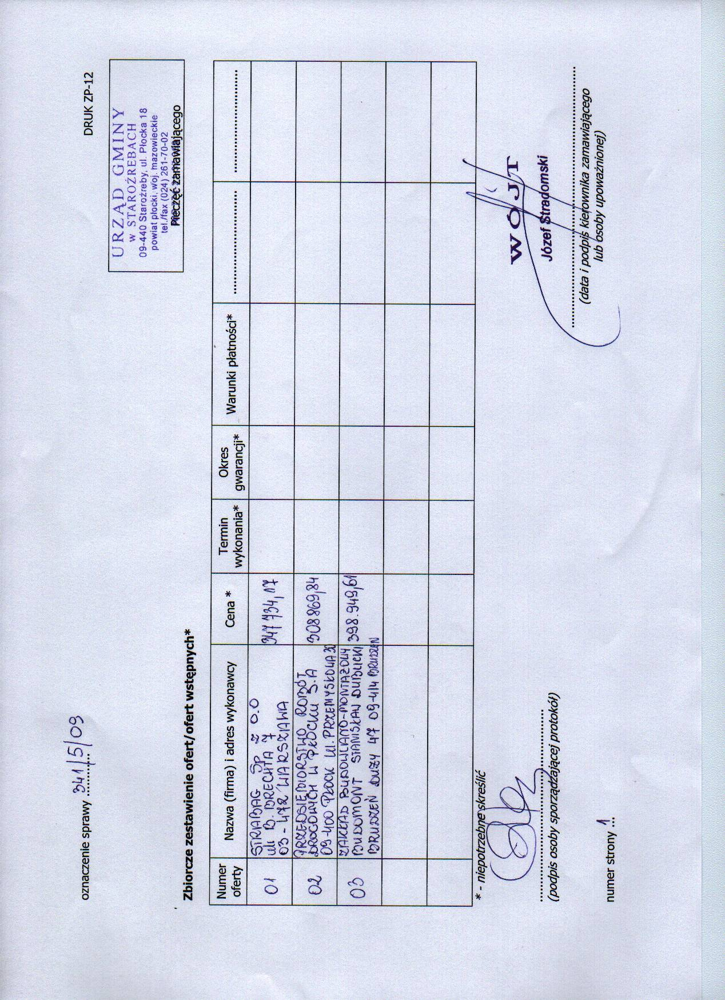 oznaczenie sprawy 341/5/09
DRUK ZP-12
URZĄD GMINY
w STAROŹREBACH
09-440 Staroźreby, ul. Płocka 18
powiat płocki, woj. mazowieckie
tel./fax (024) 261-70-02
Pieczęć zamawiającego
Zbiorcze zestawienie ofert/ofert wstępnych*
Numer oferty
Nazwa (firma) i adres wykonawcy
Cena *
Termin wykonania*
Okres gwarancji*
Warunki płatności*
01
STRABAG SP Z O.O
ul. B. BRECHTA 7
03-472 WARSZAWA
347 734,17
02
PRZEDSIĘBIORSTWO ROBÓT
DROGOWYCH W PŁOCKU S.A
09-400 PŁOCK ul. PRZEMYSŁOWA 30
308 869,84
03
ZAKŁAD BUDOWLANO-MONTAŻOWY
BUDOMONT STANISŁAW DUBLICKI
BRUDZEŃ DUŻY 47 09-414 BRUDZEŃ
398.949,61
* - niepotrzebne skreślić
WÓJT
Józef Stradomski
(podpis osoby sporządzającej protokół)
(data i podpis kierownika zamawiającego
lub osoby upoważnionej)
numer strony 1